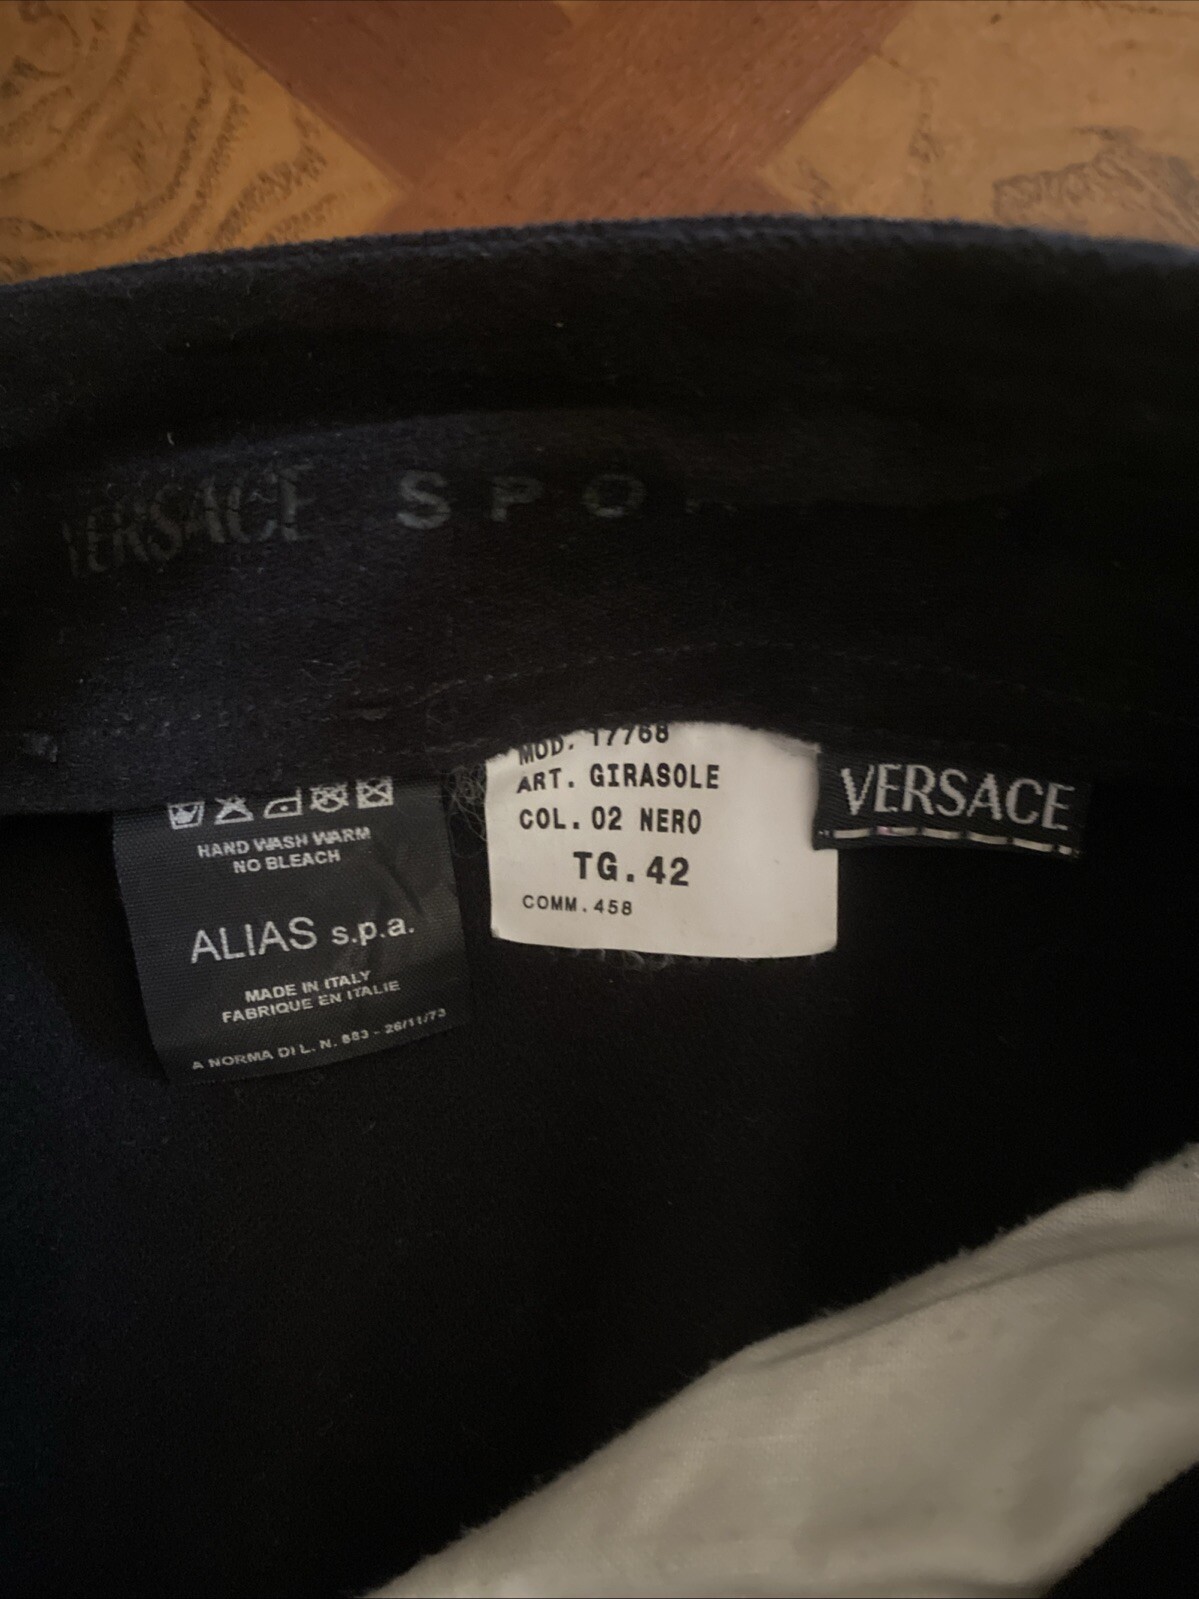 VERSACE SPO
MOD. 17768
ART. GIRASOLE
COL. 02 NERO
TG. 42
COMM. 458
VERSACE
HAND WASH WARM
NO BLEACH
ALIAS s.p.a.
MADE IN ITALY
FABRIQUE EN ITALIE
A NORMA DI L. N. 883 - 26/11/73